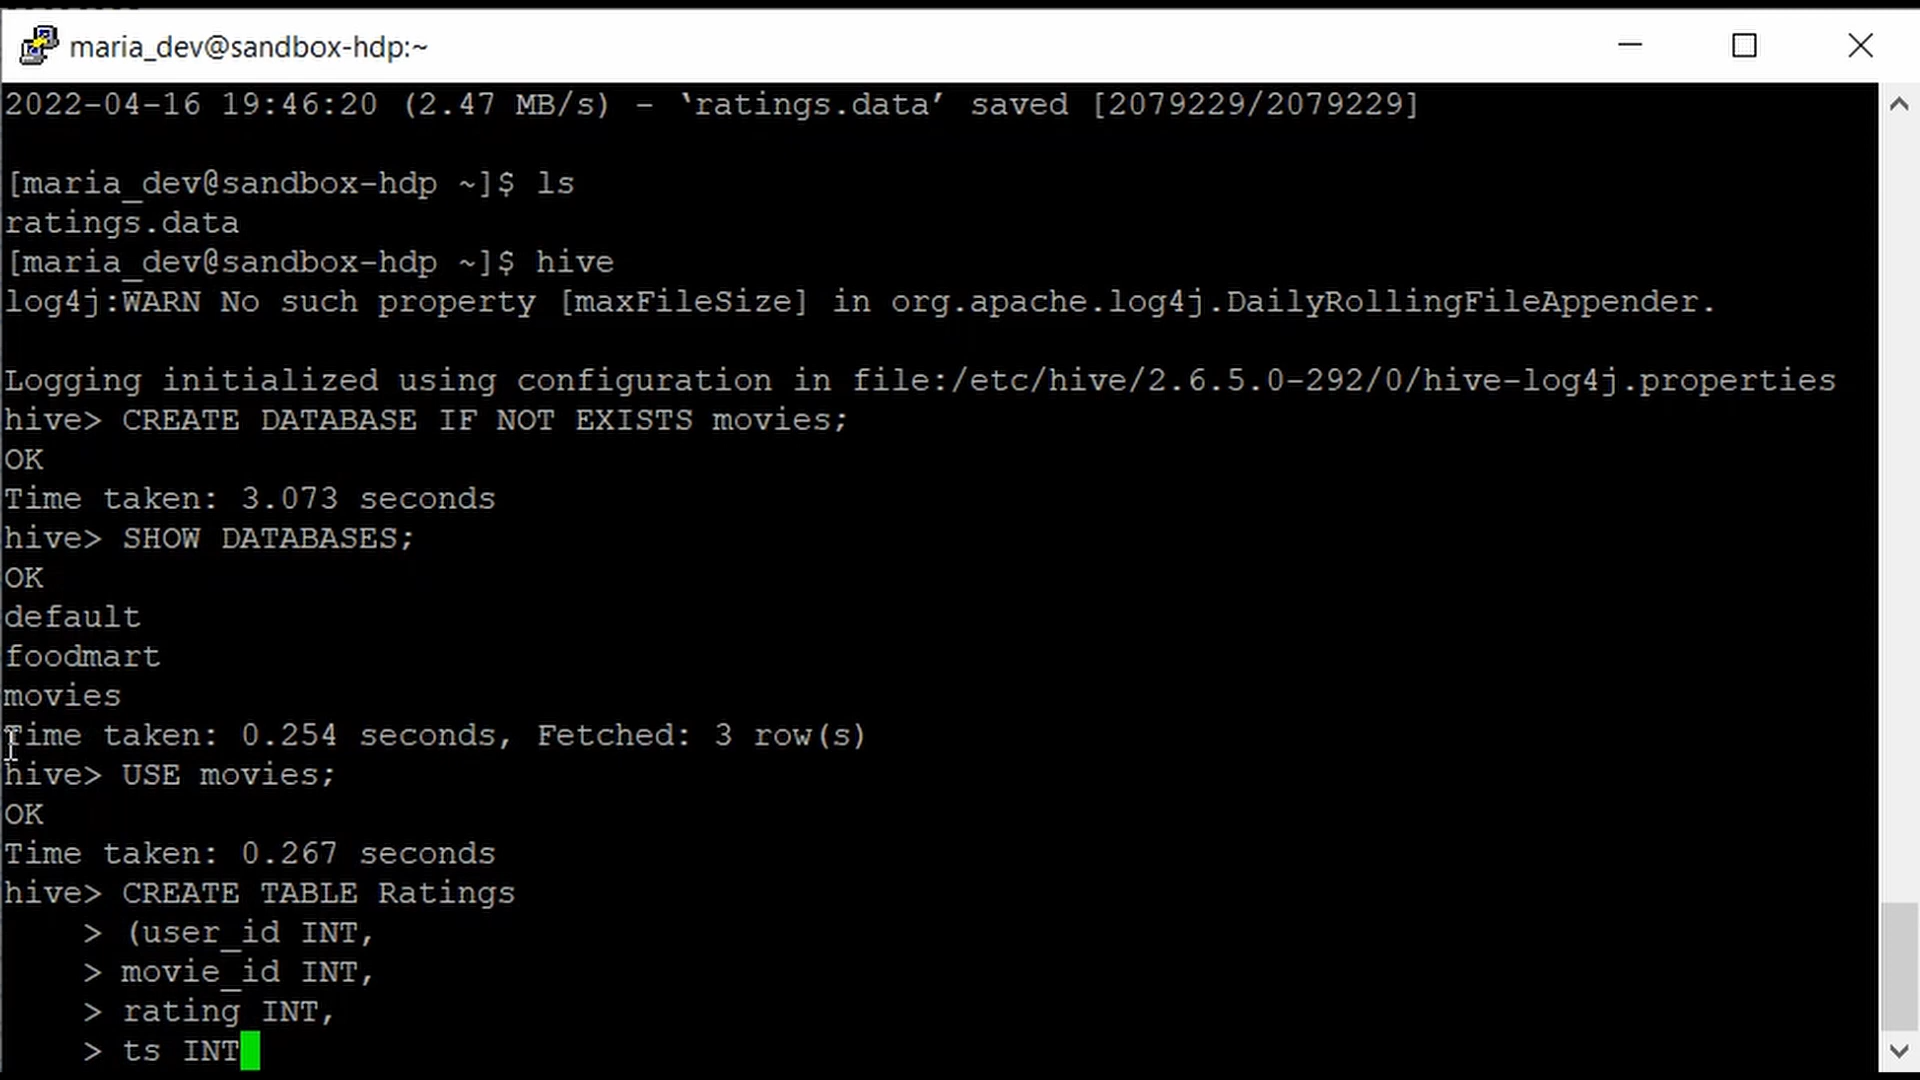 maria_dev@sandbox-hdp:~
2022-04-16 19:46:20 (2.47 MB/s) - ‘ratings.data’ saved [2079229/2079229]
[maria_dev@sandbox-hdp ~]$ ls
ratings.data
[maria_dev@sandbox-hdp ~]$ hive
log4j:WARN No such property [maxFileSize] in org.apache.log4j.DailyRollingFileAppender.
Logging initialized using configuration in file:/etc/hive/2.6.5.0-292/0/hive-log4j.properties
hive> CREATE DATABASE IF NOT EXISTS movies;
OK
Time taken: 3.073 seconds
hive> SHOW DATABASES;
OK
default
foodmart
movies
Time taken: 0.254 seconds, Fetched: 3 row(s)
hive> USE movies;
OK
Time taken: 0.267 seconds
hive> CREATE TABLE Ratings
> (user_id INT,
> movie_id INT,
> rating INT,
> ts INT